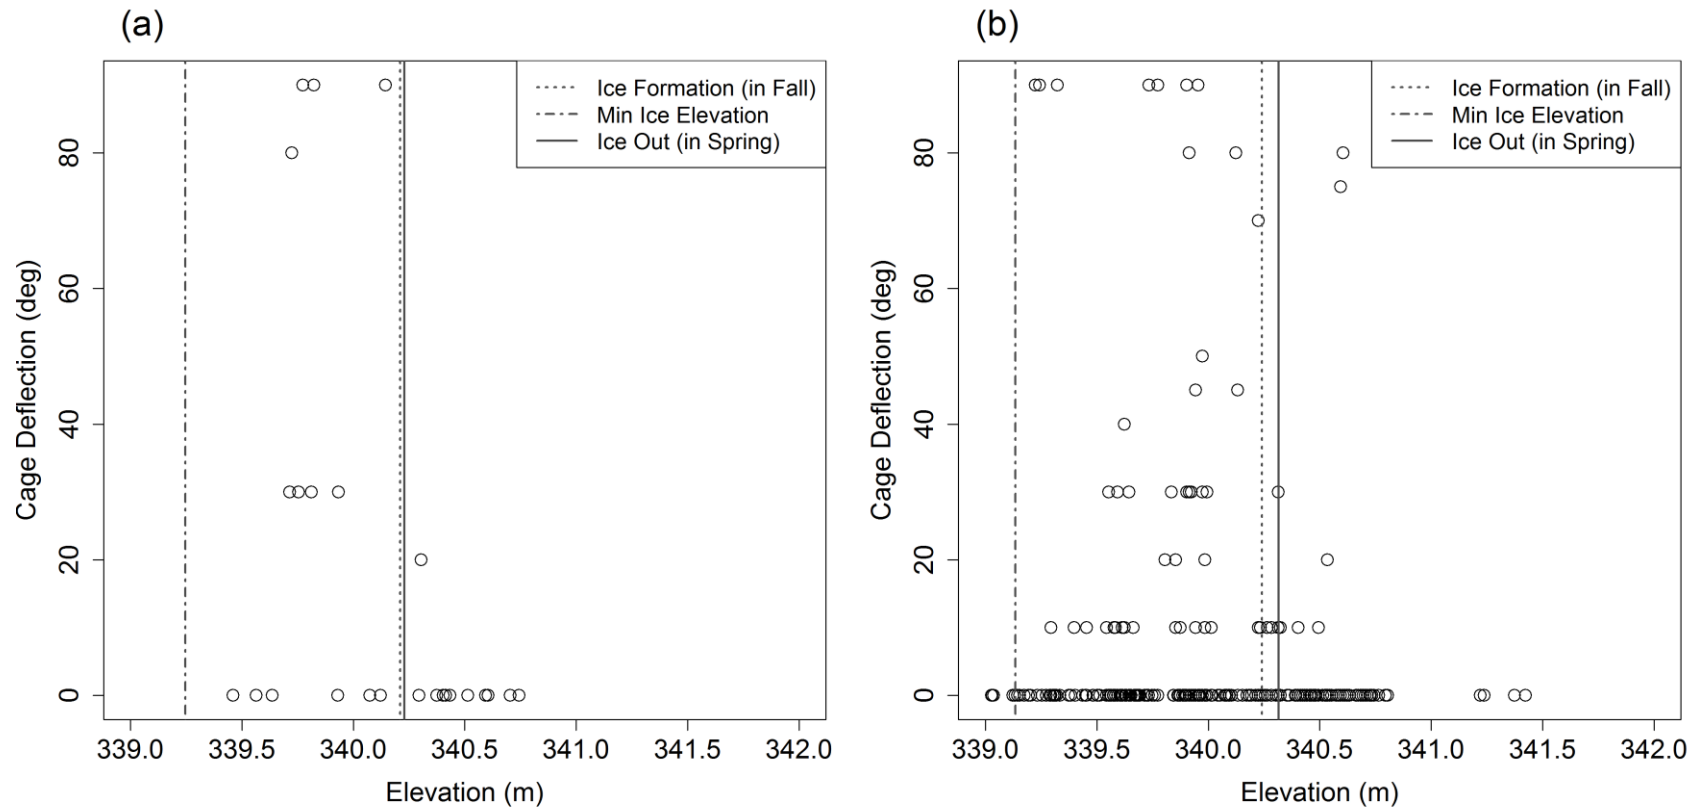 (a)
Ice Formation (in Fall)
Min Ice Elevation
Ice Out (in Spring)
Cage Deflection (deg)
80
60
40
20
0
339.0 339.5 340.0 340.5 341.0 341.5 342.0
Elevation (m)
(b)
Ice Formation (in Fall)
Min Ice Elevation
Ice Out (in Spring)
Cage Deflection (deg)
80
60
40
20
0
339.0 339.5 340.0 340.5 341.0 341.5 342.0
Elevation (m)